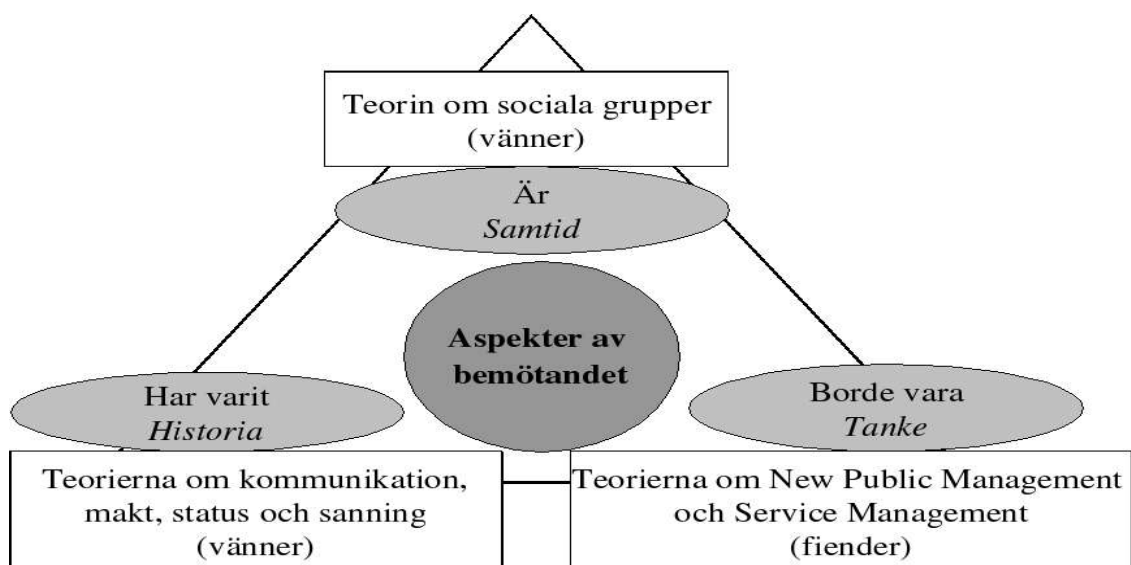 Teorin om sociala grupper
(vänner)
Är
Samtid
Aspekter av
bemötandet
Har varit
Historia
Borde vara
Tanke
Teorierna om kommunikation,
makt, status och sanning
(vänner)
Teorierna om New Public Management
och Service Management
(fiender)